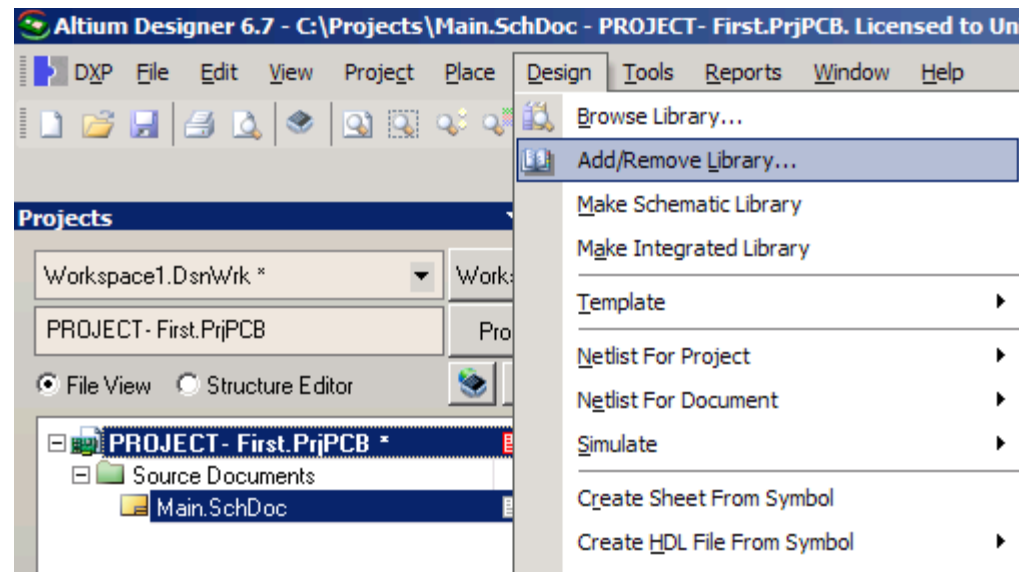 Altium Designer 6.7 - C:\Projects\Main.SchDoc - PROJECT- First.PrjPCB. Licensed to Un
DXP File Edit View Project Place Design Tools Reports Window Help
Browse Library...
Add/Remove Library...
Make Schematic Library
Projects
Make Integrated Library
Workspace1.DsnWrk *
Template
PROJECT- First.PrjPCB
Netlist For Project
File View Structure Editor
Netlist For Document
PROJECT- First.PrjPCB *
Simulate
Source Documents
Create Sheet From Symbol
Main.SchDoc
Create HDL File From Symbol